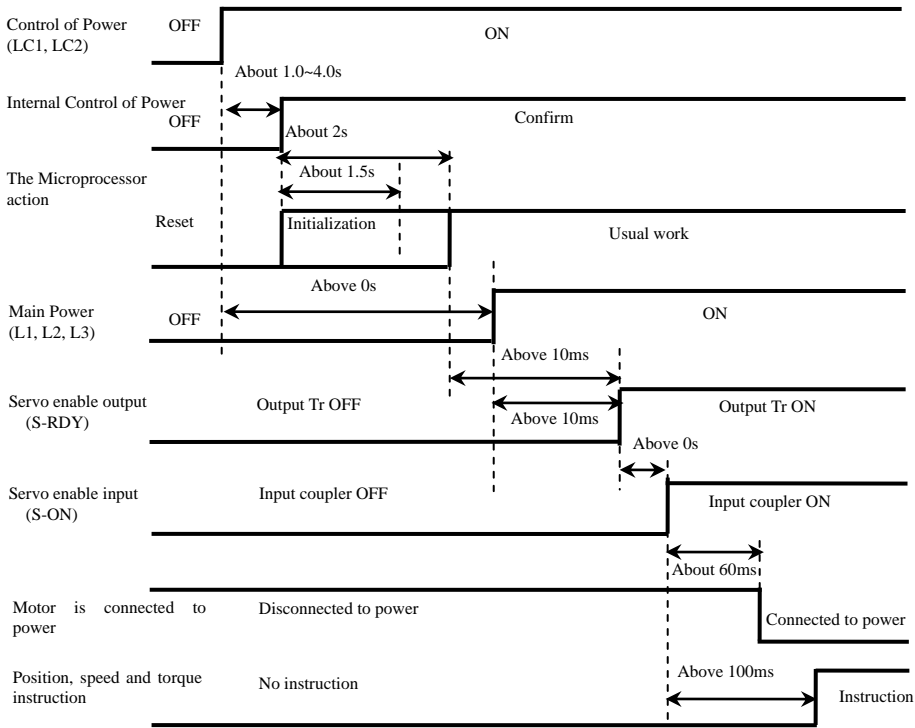 Control of Power
(LC1, LC2)
OFF
ON
About 1.0~4.0s
Internal Control of Power
OFF
Confirm
About 2s
About 1.5s
The Microprocessor
action
Reset
Initialization
Usual work
Above 0s
Main Power
(L1, L2, L3)
OFF
ON
Above 10ms
Servo enable output
(S-RDY)
Output Tr OFF
Above 10ms
Output Tr ON
Above 0s
Servo enable input
(S-ON)
Input coupler OFF
Input coupler ON
About 60ms
Motor is connected to
power
Disconnected to power
Connected to power
Position, speed and torque
instruction
No instruction
Above 100ms
Instruction